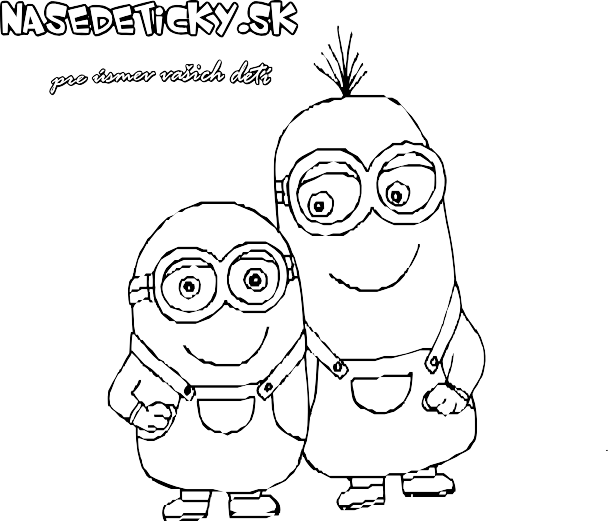 NASEDETICKY.SK
pre úsmev vašich detí